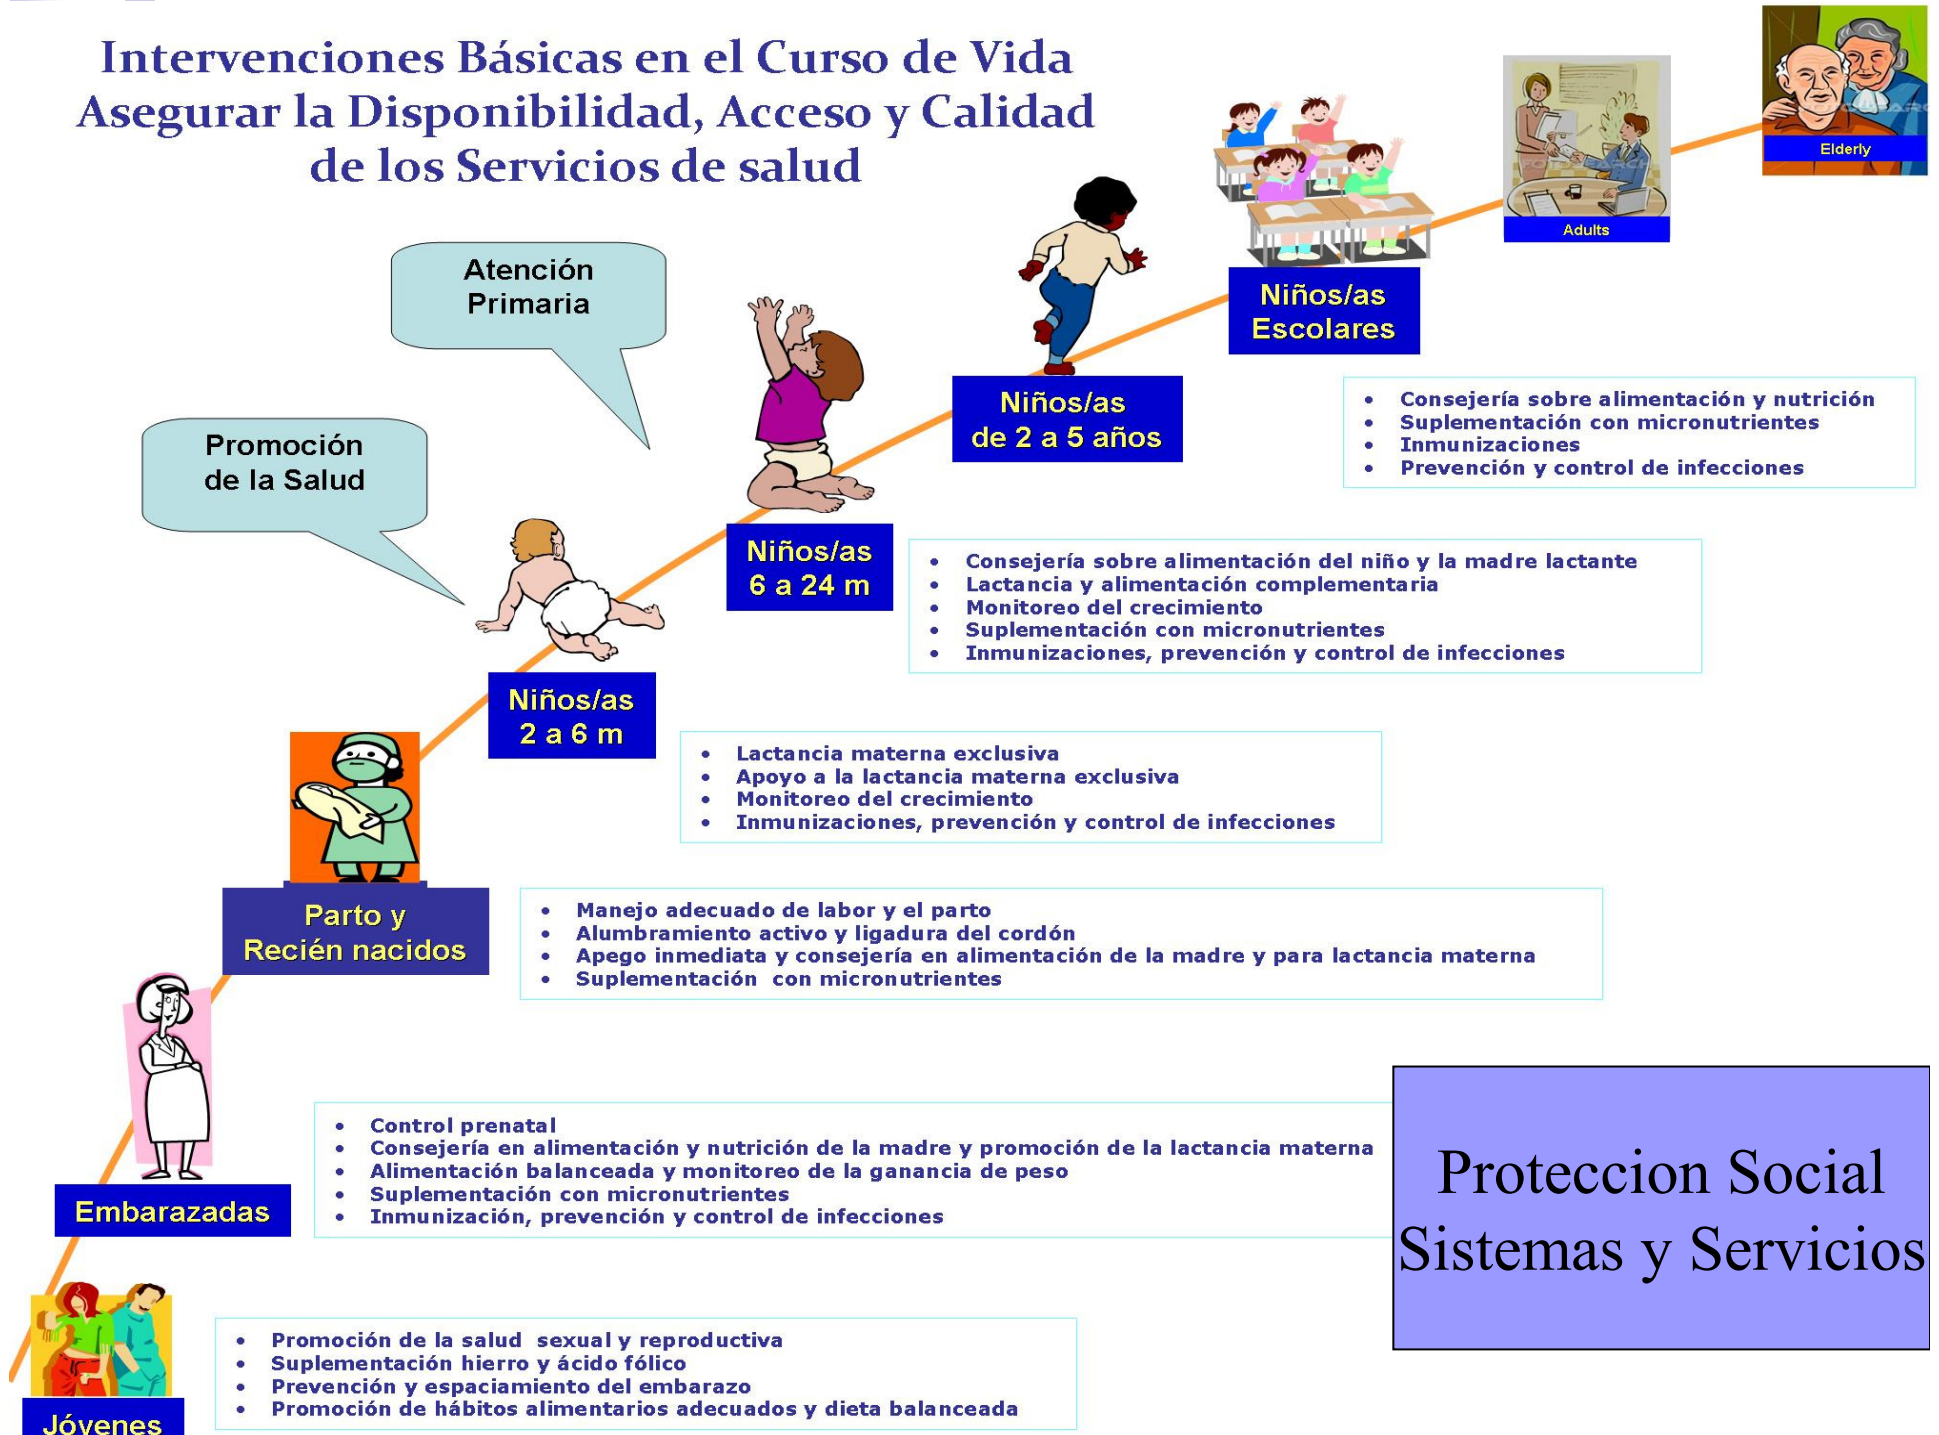 Intervenciones Básicas en el Curso de Vida
Asegurar la Disponibilidad, Acceso y Calidad
de los Servicios de salud
Elderly
Adults
Atención
Primaria
Niños/as
Escolares
Niños/as
de 2 a 5 años
• Consejería sobre alimentación y nutrición
• Suplementación con micronutrientes
• Inmunizaciones
• Prevención y control de infecciones
Promoción
de la Salud
Niños/as
6 a 24 m
• Consejería sobre alimentación del niño y la madre lactante
• Lactancia y alimentación complementaria
• Monitoreo del crecimiento
• Suplementación con micronutrientes
• Inmunizaciones, prevención y control de infecciones
Niños/as
2 a 6 m
• Lactancia materna exclusiva
• Apoyo a la lactancia materna exclusiva
• Monitoreo del crecimiento
• Inmunizaciones, prevención y control de infecciones
Parto y
Recién nacidos
• Manejo adecuado de labor y el parto
• Alumbramiento activo y ligadura del cordón
• Apego inmediata y consejería en alimentación de la madre y para lactancia materna
• Suplementación con micronutrientes
Embarazadas
• Control prenatal
• Consejería en alimentación y nutrición de la madre y promoción de la lactancia materna
• Alimentación balanceada y monitoreo de la ganancia de peso
• Suplementación con micronutrientes
• Inmunización, prevención y control de infecciones
Proteccion Social
Sistemas y Servicios
Jóvenes
• Promoción de la salud sexual y reproductiva
• Suplementación hierro y ácido fólico
• Prevención y espaciamiento del embarazo
• Promoción de hábitos alimentarios adecuados y dieta balanceada